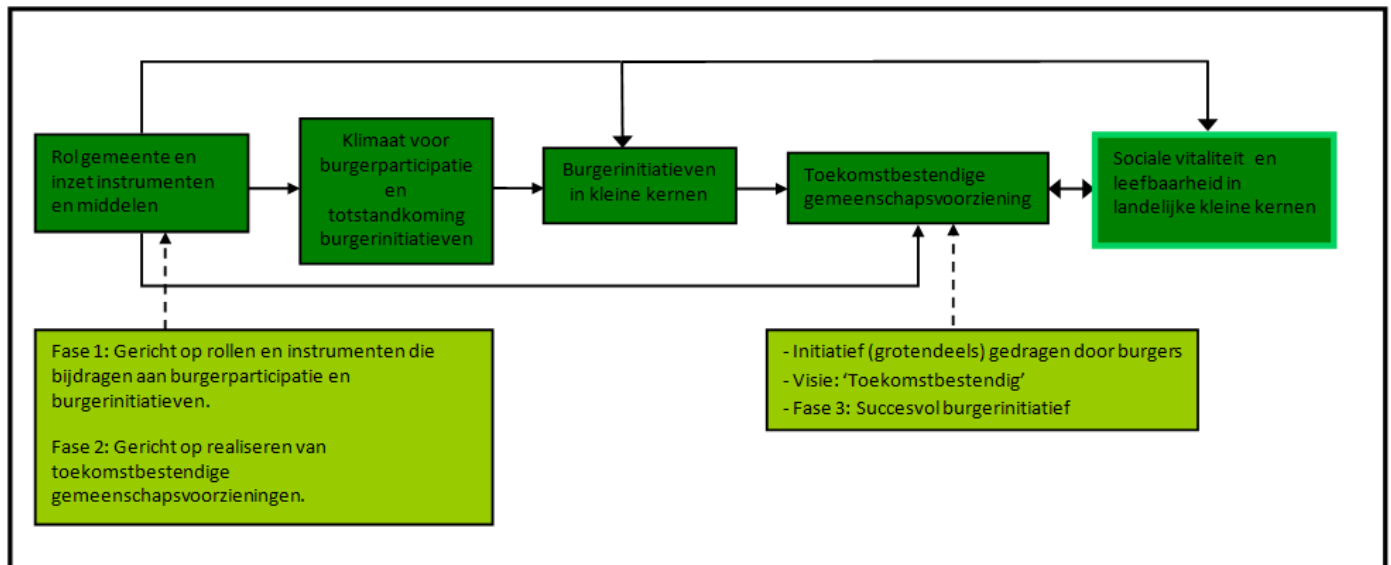 Rol gemeente en
inzet instrumenten
en middelen
Klimaat voor
burgerparticipatie
en
totstandkoming
burgerinitiatieven
Burgerinitiatieven
in kleine kernen
Toekomstbestendige
gemeenschapsvoorziening
Sociale vitaliteit en
leefbaarheid in
landelijke kleine kernen
Fase 1: Gericht op rollen en instrumenten die
bijdragen aan burgerparticipatie en
burgerinitiatieven.
Fase 2: Gericht op realiseren van
toekomstbestendige
gemeenschapsvoorzieningen.
- Initiatief (grotendeels) gedragen door burgers
- Visie: ‘Toekomstbestendig’
- Fase 3: Succesvol burgerinitiatief